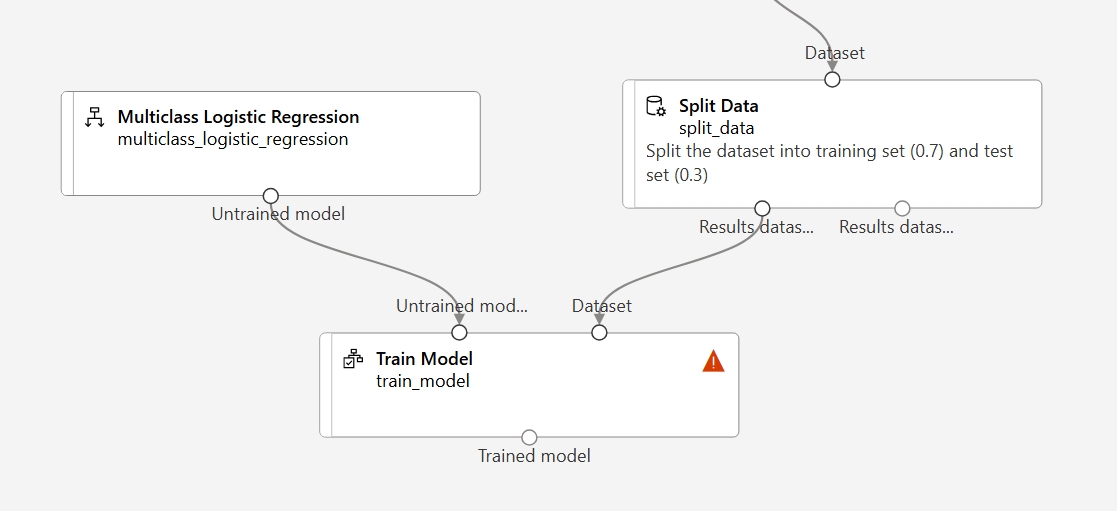 Dataset
Multiclass Logistic Regression
multiclass_logistic_regression
Split Data
split_data
Split the dataset into training set (0.7) and test
set (0.3)
Untrained model
Results datas...
Results datas...
Untrained mod...
Dataset
Train Model
train_model
Trained model